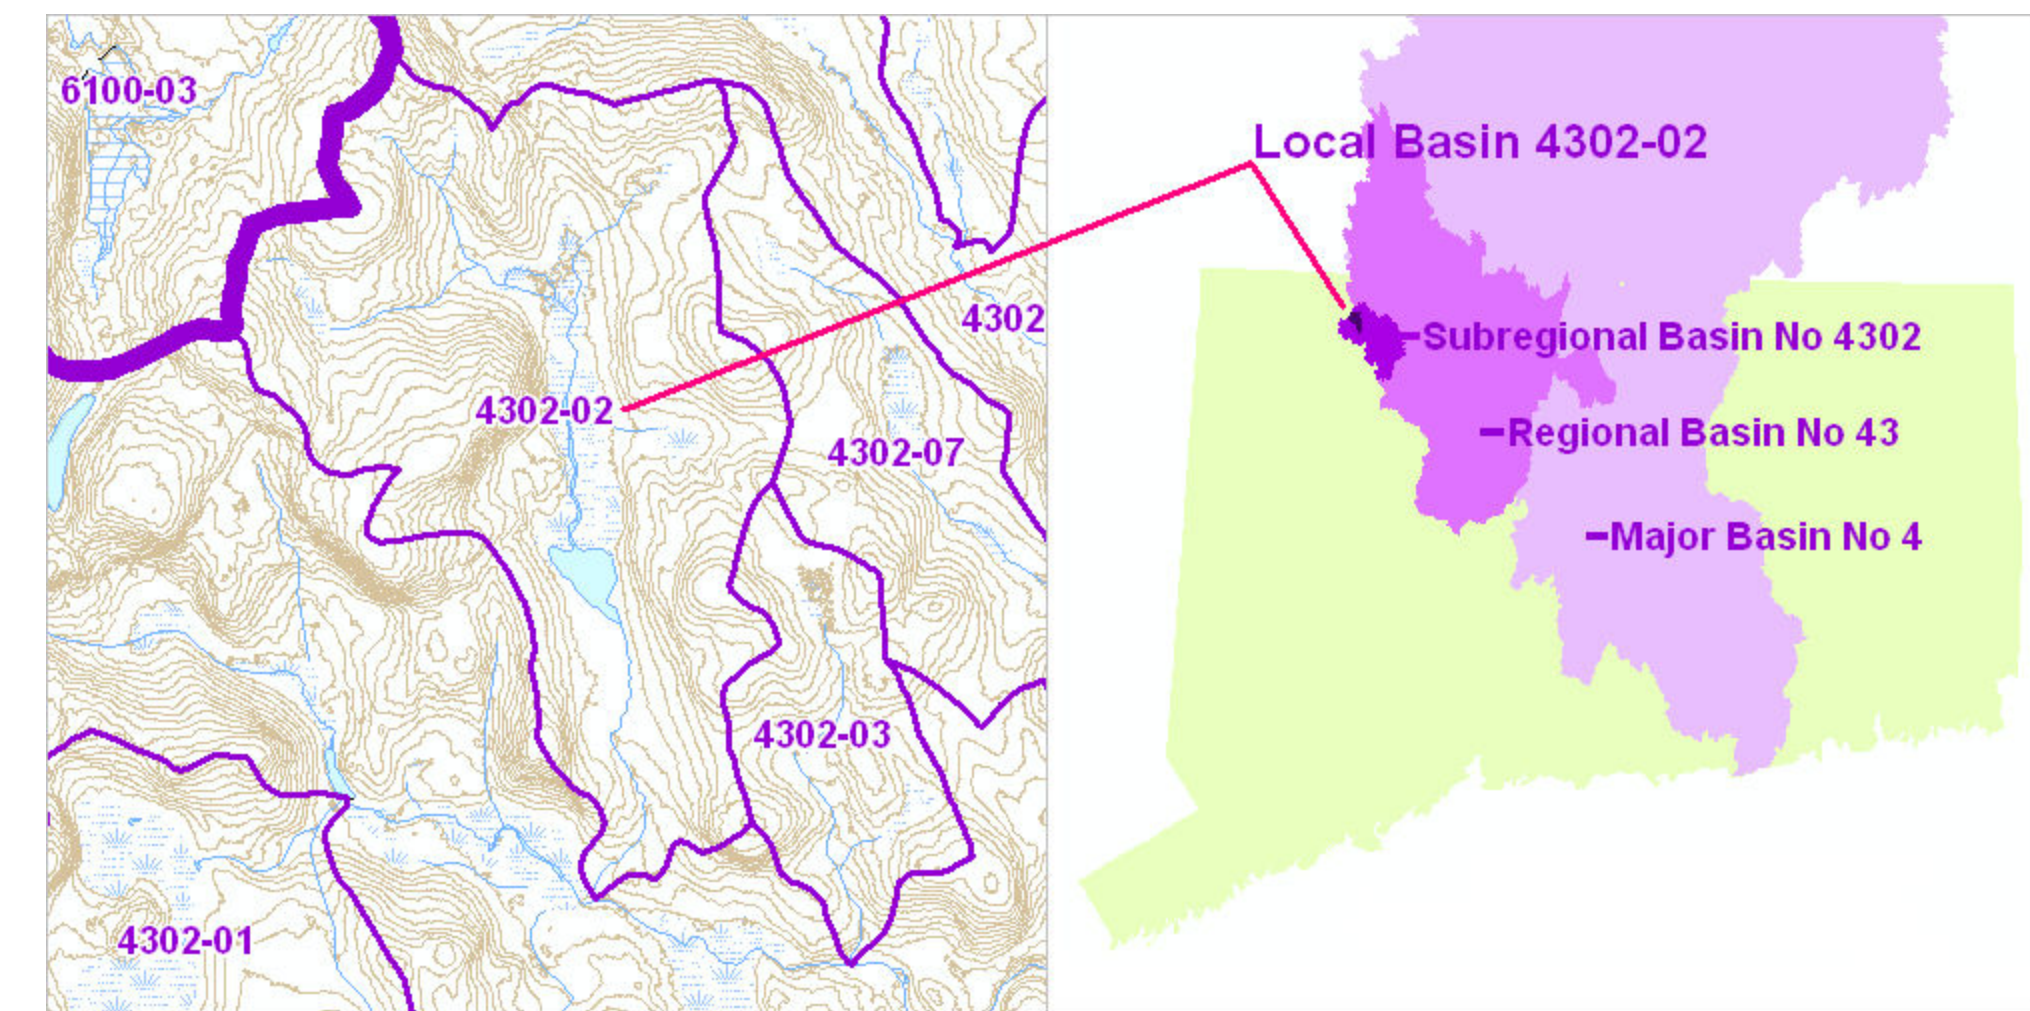 6100-03
Local Basin 4302-02
4302
Subregional Basin No 4302
4302-02
Regional Basin No 43
4302-07
Major Basin No 4
4302-03
4302-01